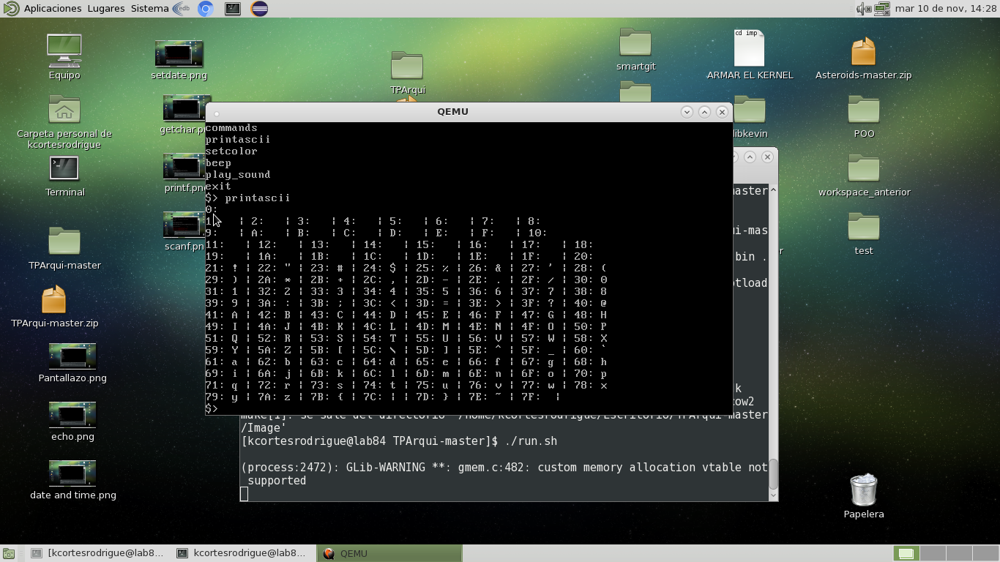 Aplicaciones Lugares Sistema edb mar 10 de nov, 14:28
Equipo
setdate.png
TPArqui
smartgit
cd imp
ARMAR EL KERNEL
Asteroids-master.zip
Carpeta personal de
kcortesrodrigue
getchar.p
libkevin
POO
Terminal
printf.pn
workspace_anterior
TPArqui-master
scanf.pn
test
TPArqui-master.zip
Pantallazo.png
echo.png
date and time.png
Papelera
QEMU
commands
printascii
setcolor
beep
play_sound
exit
$> printascii
0:
1: | 2: | 3: | 4: | 5: | 6: | 7: | 8:
9: | A: | B: | C: | D: | E: | F: | 10:
11: | 12: | 13: | 14: | 15: | 16: | 17: | 18:
19: | 1A: | 1B: | 1C: | 1D: | 1E: | 1F: | 20:
21: ! | 22: " | 23: # | 24: $ | 25: % | 26: & | 27: ' | 28: (
29: ) | 2A: * | 2B: + | 2C: , | 2D: - | 2E: . | 2F: / | 30: 0
31: 1 | 32: 2 | 33: 3 | 34: 4 | 35: 5 | 36: 6 | 37: 7 | 38: 8
39: 9 | 3A: : | 3B: ; | 3C: < | 3D: = | 3E: > | 3F: ? | 40: @
41: A | 42: B | 43: C | 44: D | 45: E | 46: F | 47: G | 48: H
49: I | 4A: J | 4B: K | 4C: L | 4D: M | 4E: N | 4F: O | 50: P
51: Q | 52: R | 53: S | 54: T | 55: U | 56: V | 57: W | 58: X
59: Y | 5A: Z | 5B: [ | 5C: \ | 5D: ] | 5E: ^ | 5F: _ | 60: `
61: a | 62: b | 63: c | 64: d | 65: e | 66: f | 67: g | 68: h
69: i | 6A: j | 6B: k | 6C: l | 6D: m | 6E: n | 6F: o | 70: p
71: q | 72: r | 73: s | 74: t | 75: u | 76: v | 77: w | 78: x
79: y | 7A: z | 7B: { | 7C: | | 7D: } | 7E: ~ | 7F: |
$>
master
ui-mas
bin .
otload
k
cow2
make[1]: se sale del directorio «/home/kcortesrodrigue/Escritorio/TPArqui-master
/Image'
[kcortesrodrigue@lab84 TPArqui-master]$ ./run.sh
(process:2472): GLib-WARNING **: gmem.c:482: custom memory allocation vtable not
supported
[kcortesrodrigue@lab8... kcortesrodrigue@lab8... QEMU